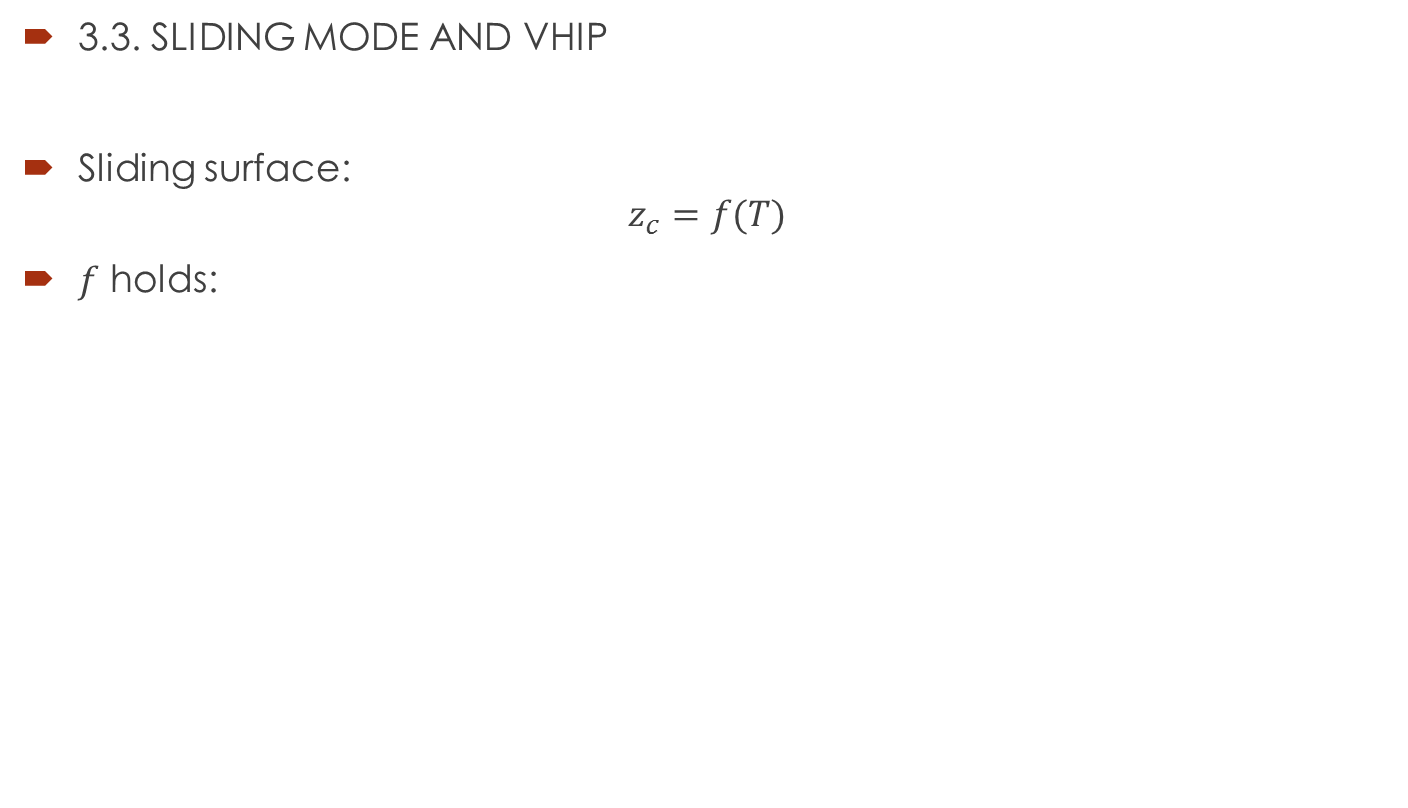 3.3. SLIDING MODE AND VHIP
Sliding surface:
z_c = f(T)
f holds: